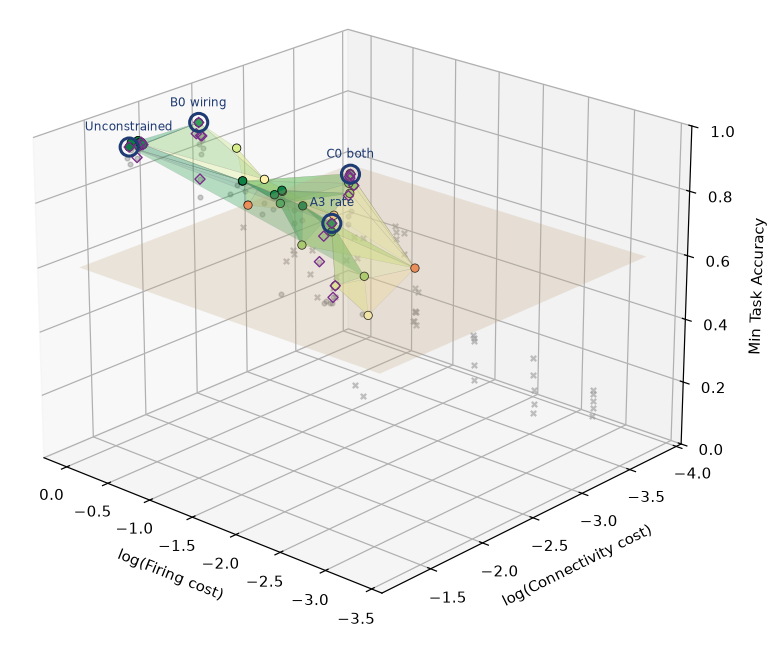 B0 wiring
Unconstrained
C0 both
A3 rate
1.0
0.8
0.6
0.4
0.2
0.0
Min Task Accuracy
0.0
−0.5
−1.0
−1.5
−2.0
−2.5
−3.0
−3.5
log(Firing cost)
−4.0
−3.5
−3.0
−2.5
−2.0
−1.5
log(Connectivity cost)